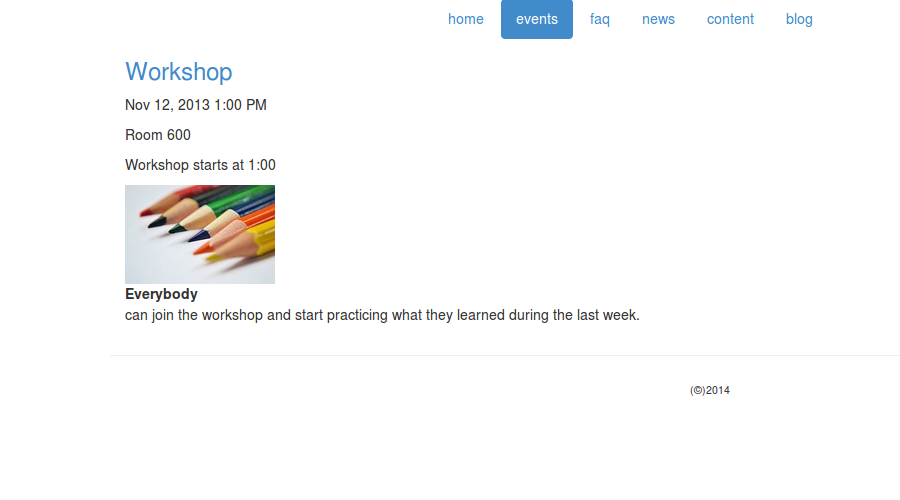 home events faq news content blog
Workshop
Nov 12, 2013 1:00 PM
Room 600
Workshop starts at 1:00
Everybody
can join the workshop and start practicing what they learned during the last week.
(©)2014